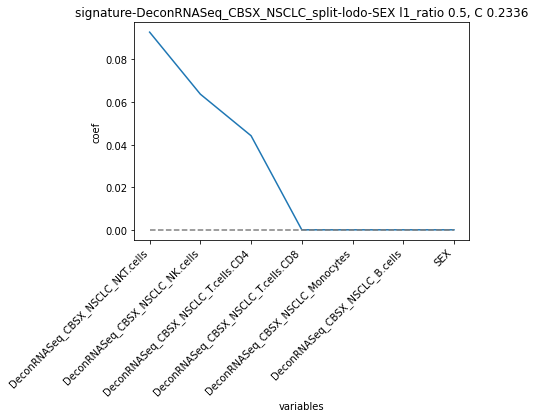 signature-DeconRNASeq_CBSX_NSCLC_split-lodo-SEX l1_ratio 0.5, C 0.2336
0.08
0.06
0.04
0.02
0.00
coef
DeconRNASeq_CBSX_NSCLC_NKT.cells
DeconRNASeq_CBSX_NSCLC_NK.cells
DeconRNASeq_CBSX_NSCLC_T.cells.CD4
DeconRNASeq_CBSX_NSCLC_T.cells.CD8
DeconRNASeq_CBSX_NSCLC_Monocytes
DeconRNASeq_CBSX_NSCLC_B.cells
SEX
variables